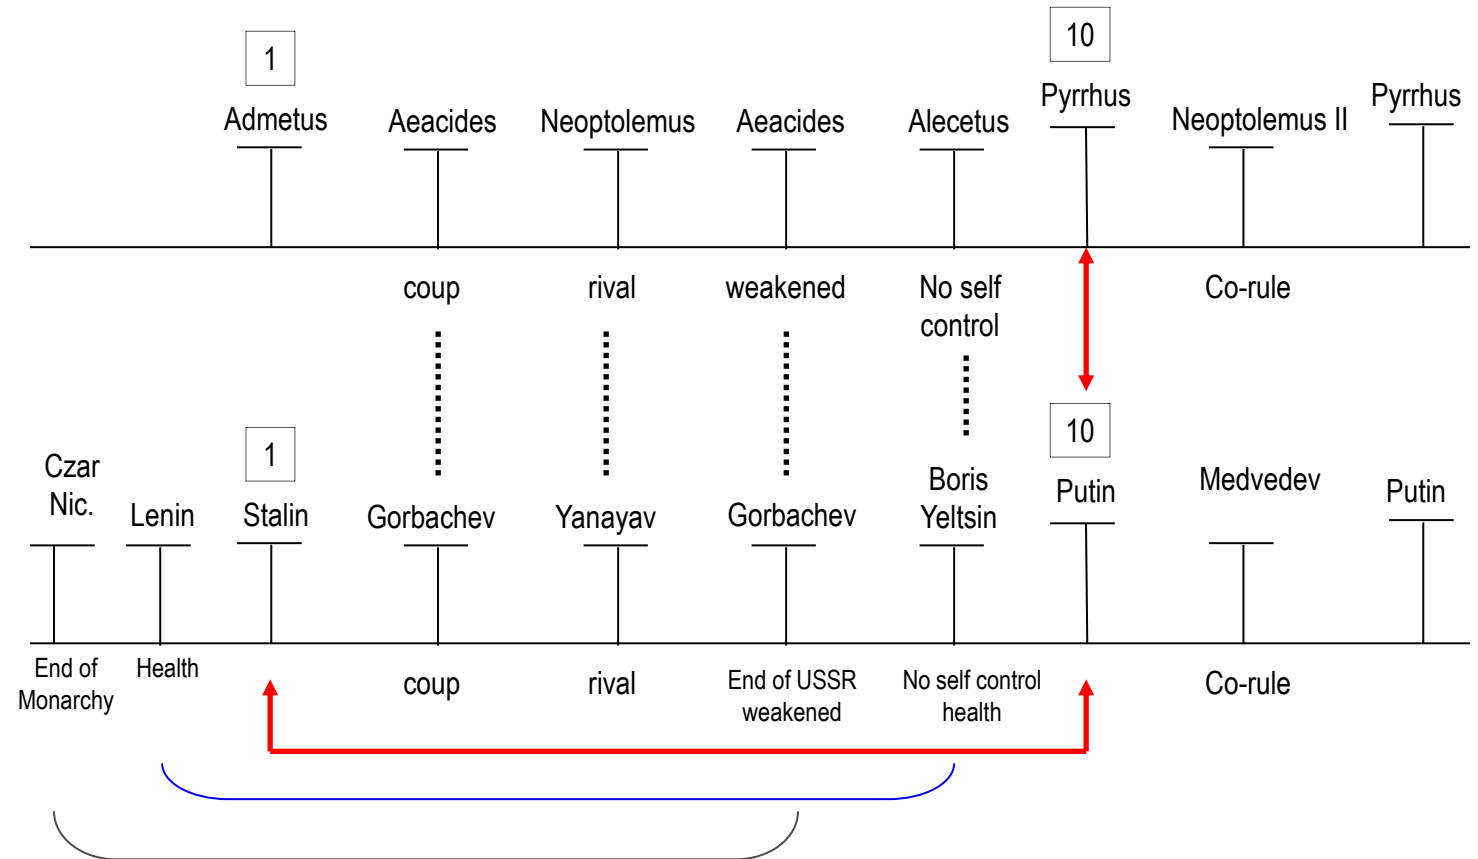 1
10
Admetus
Aeacides
Neoptolemus
Aeacides
Alecetus
Pyrrhus
Neoptolemus II
Pyrrhus
coup
rival
weakened
No self
control
Co-rule
1
10
Czar
Nic.
Lenin
Stalin
Gorbachev
Yanayav
Gorbachev
Boris
Yeltsin
Putin
Medvedev
Putin
End of
Monarchy
Health
coup
rival
End of USSR
weakened
No self control
health
Co-rule